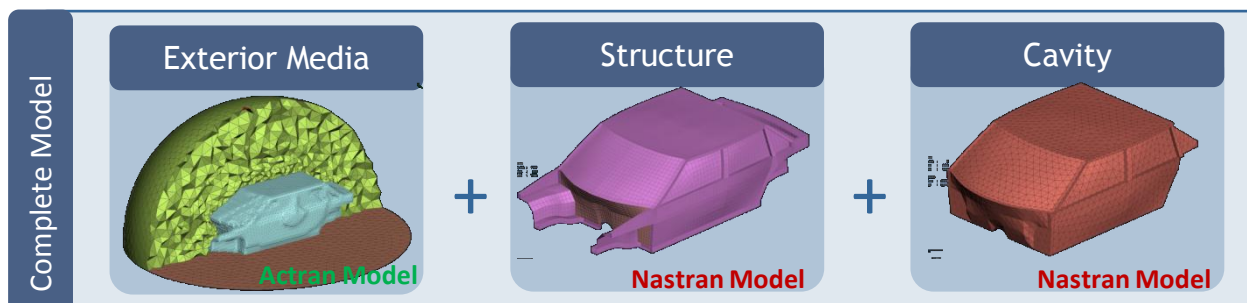 Complete Model
Exterior Media
Structure
Cavity
+
+
Actran Model
Nastran Model
Nastran Model